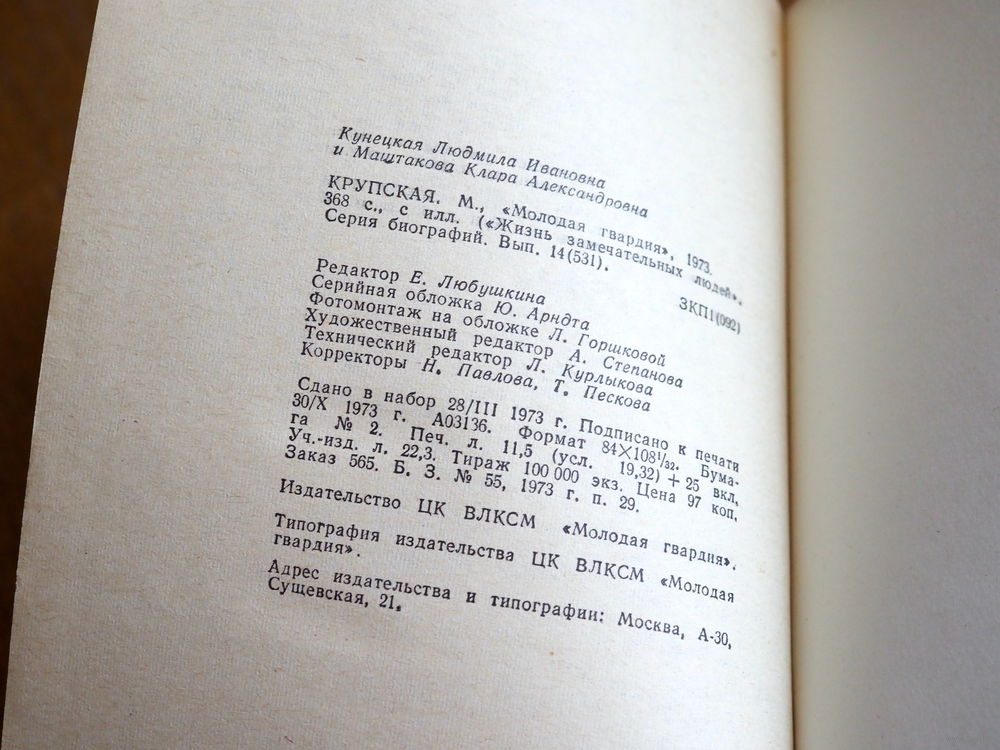 Кунецкая Людмила Ивановна
и Маштакова Клара Александровна
КРУПСКАЯ. М., «Молодая гвардия», 1973.
368 с., с илл. («Жизнь замечательных людей».
Серия биографий. Вып. 14(531).
ЗКП1(092)
Редактор Е. Любушкина
Серийная обложка Ю. Арндта
Фотомонтаж на обложке Л. Горшковой
Художественный редактор А. Степанова
Технический редактор Л. Курлыкова
Корректоры Н. Павлова, Т. Пескова
Сдано в набор 28/III 1973 г. Подписано к печати
30/X 1973 г. А03136. Формат 84×108¹/₃₂. Бума-
га № 2. Печ. л. 11,5 (усл. 19,32) + 25 вкл.
Уч.-изд. л. 22,3. Тираж 100 000 экз. Цена 97 коп.
Заказ 565. Б. З. № 55, 1973 г. п. 29.
Издательство ЦК ВЛКСМ «Молодая гвардия».
Типография издательства ЦК ВЛКСМ «Молодая
гвардия».
Адрес издательства и типографии: Москва, А-30,
Сущевская, 21.